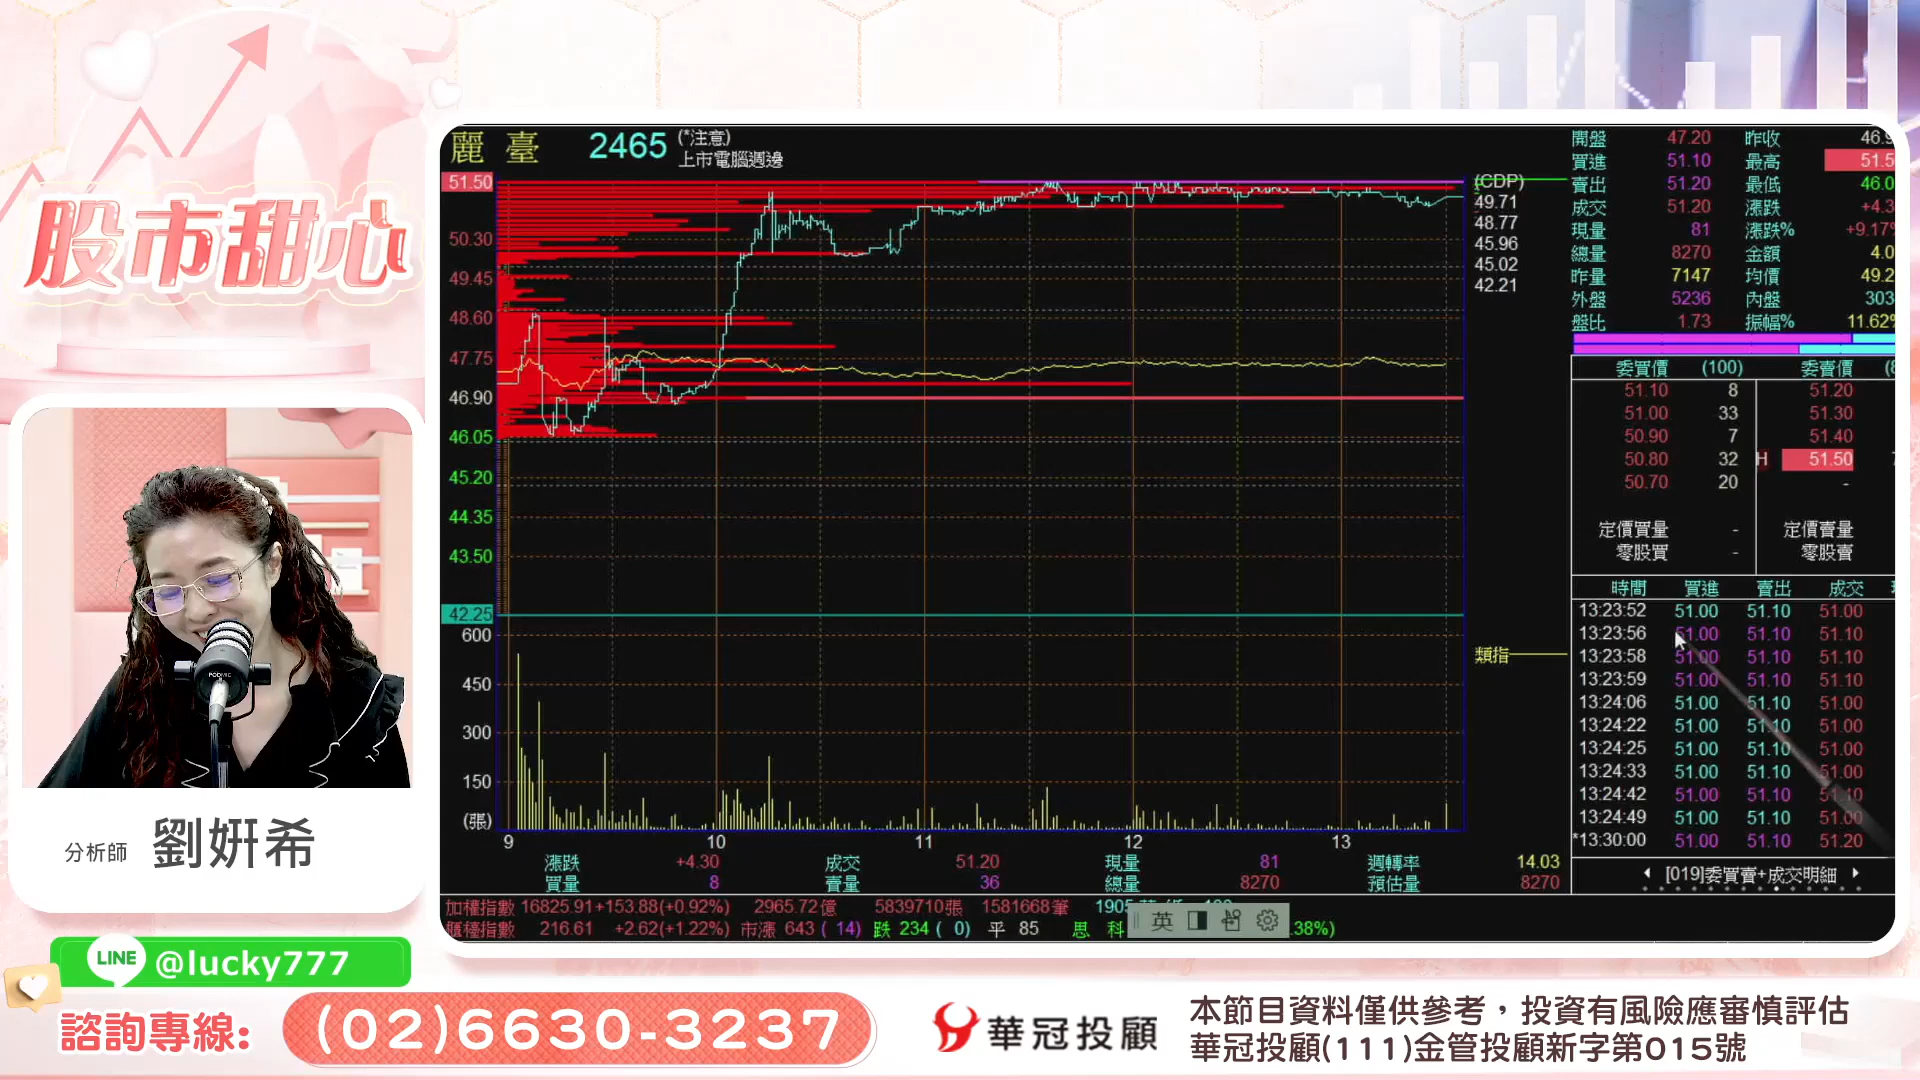 股市甜心
分析師 劉妍希
LINE @lucky777
諮詢專線: (02)6630-3237
華冠投顧
本節目資料僅供參考，投資有風險應審慎評估
華冠投顧(111)金管投顧新字第015號
麗臺 2465 (*注意)
上市電腦週邊
51.50
50.30
49.45
48.60
47.75
46.90
46.05
45.20
44.35
43.50
42.25
600
450
300
150
(張)
9 10 11 12 13
(CDP)
49.71
48.77
45.96
45.02
42.21
類指
開盤 47.20 昨收
買進 51.10 最高
賣出 51.20 最低
成交 51.20 漲跌
現量 81 漲跌%
總量 8270 金額
昨量 7147 均價
外盤 5236 內盤
盤比 1.73 振幅% 11.62%
委買價 (100) 委賣價
51.10 8 51.20
51.00 33 51.30
50.90 7 51.40
50.80 32 H 51.50
50.70 20 -
定價買量 - 定價賣量
零股買 - 零股賣
時間 買進 賣出 成交
13:23:52 51.00 51.10 51.00
13:23:56 51.00 51.10 51.10
13:23:58 51.00 51.10 51.10
13:23:59 51.00 51.10 51.10
13:24:06 51.00 51.10 51.00
13:24:22 51.00 51.10 51.00
13:24:25 51.00 51.10 51.00
13:24:33 51.00 51.10 51.00
13:24:42 51.00 51.10 51.10
13:24:49 51.00 51.10 51.00
*13:30:00 51.00 51.10 51.20
[019]委買賣+成交明細
漲跌 +4.30 成交 51.20 現量 81 週轉率 14.03
買量 8 賣量 36 總量 8270 預估量 8270
加權指數 16825.91 +153.88(+0.92%) 2965.72億 5839710張 1581668筆 1905
櫃檯指數 216.61 +2.62(+1.22%) 市漲 643 ( 14) 跌 234 ( 0) 平 85 思 科 .38%)
英